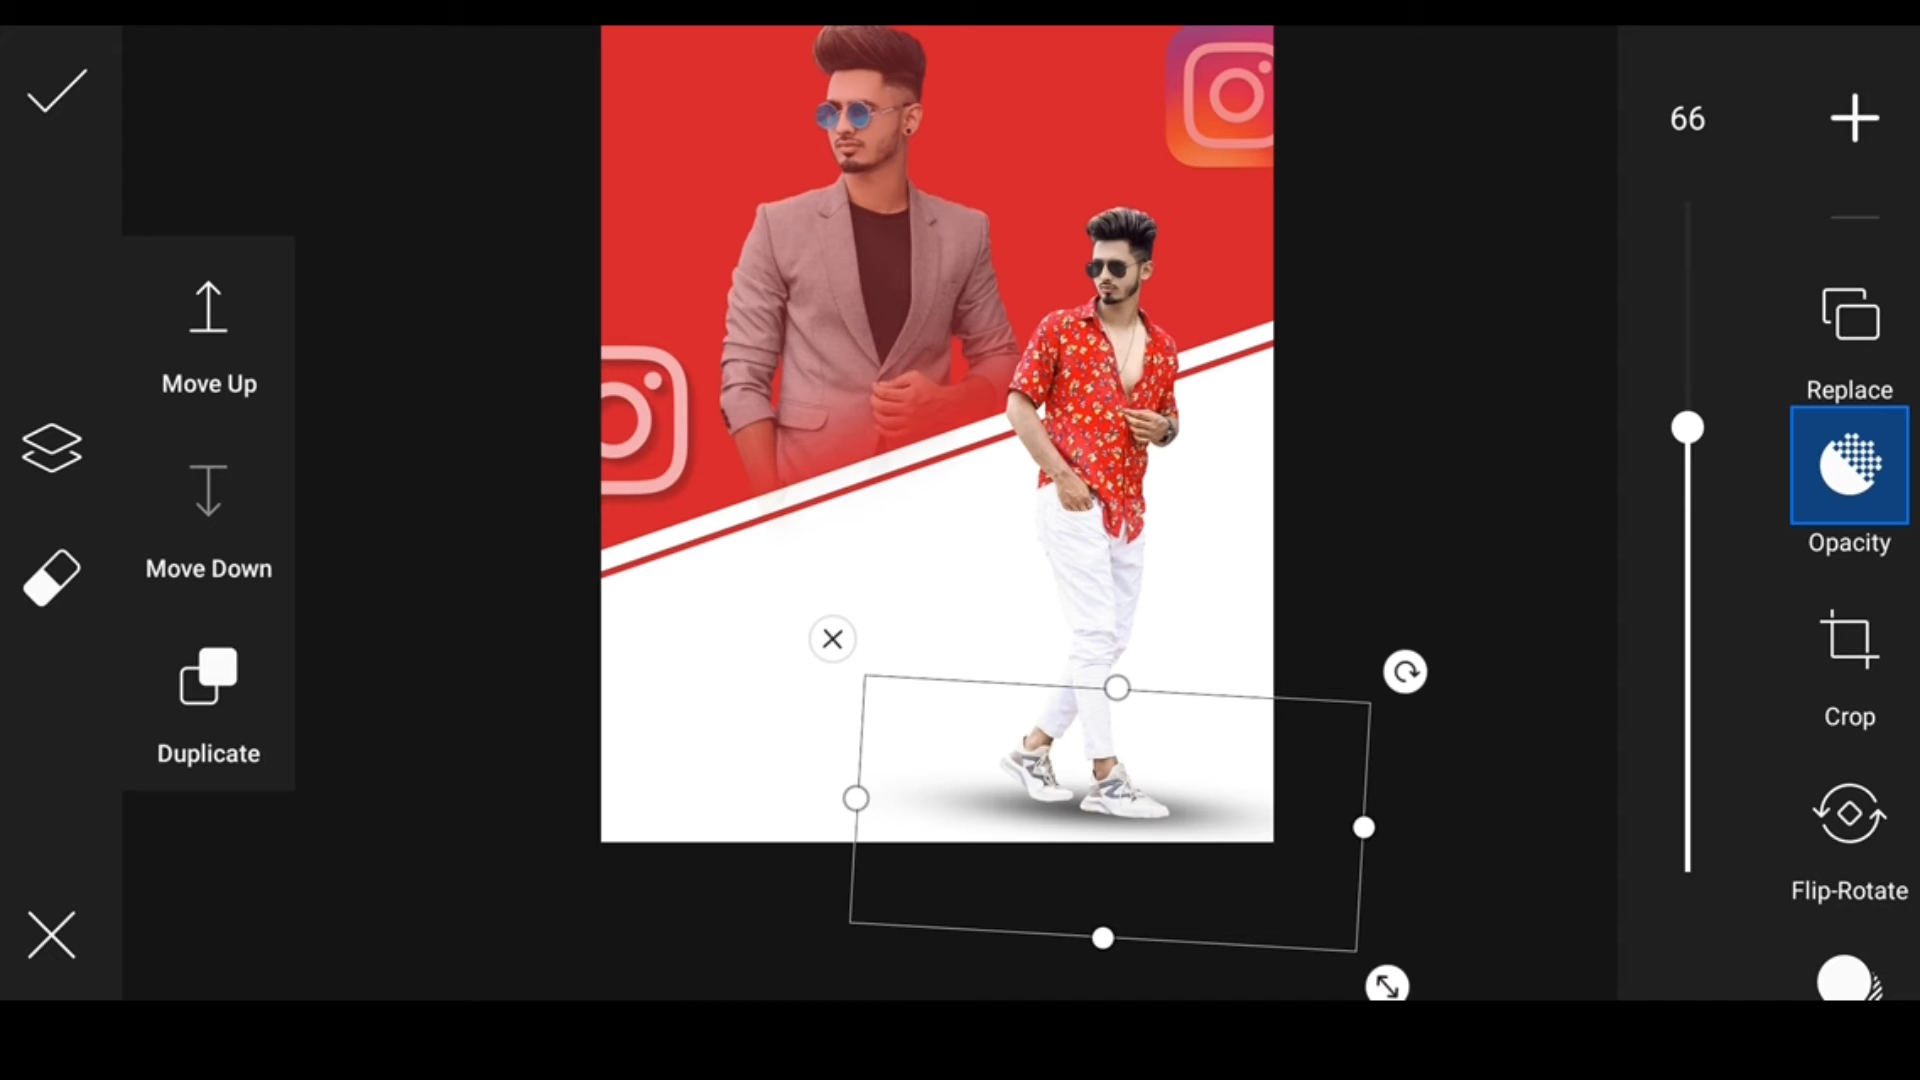 66
Move Up
Replace
Move Down
Opacity
Duplicate
Crop
Flip-Rotate